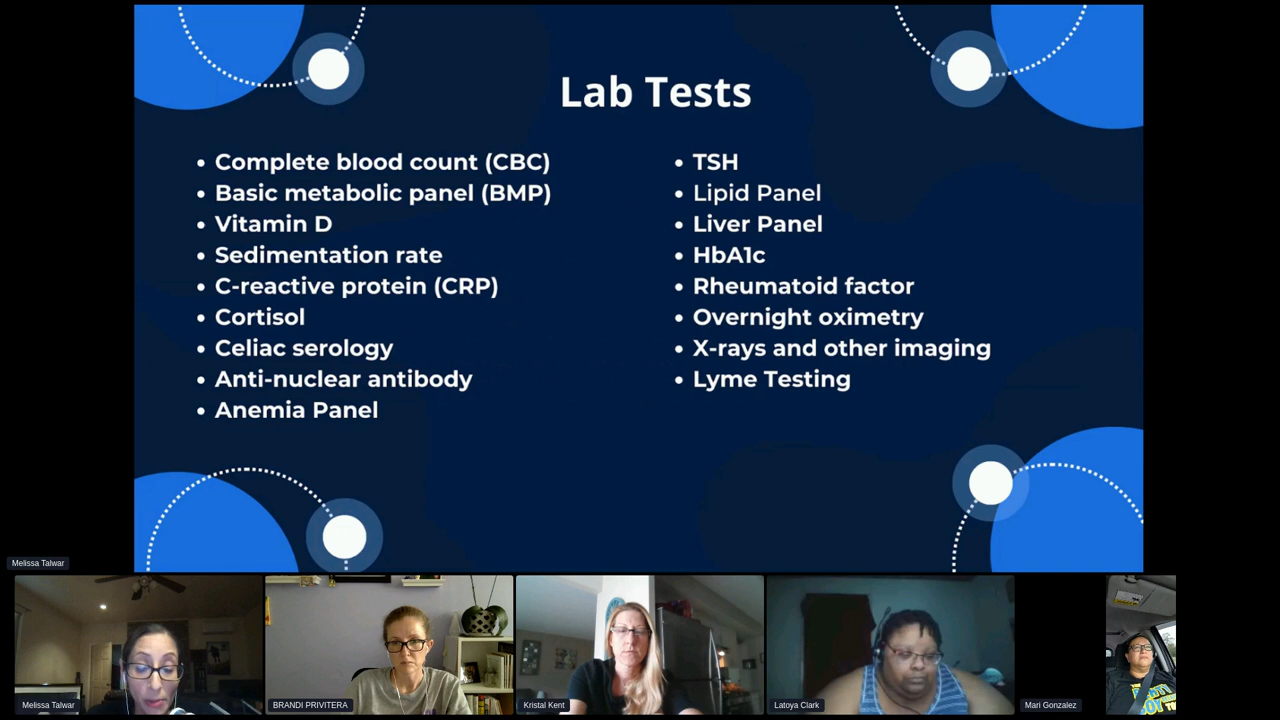 Lab Tests
Complete blood count (CBC)
Basic metabolic panel (BMP)
Vitamin D
Sedimentation rate
C-reactive protein (CRP)
Cortisol
Celiac serology
Anti-nuclear antibody
Anemia Panel
TSH
Lipid Panel
Liver Panel
HbA1c
Rheumatoid factor
Overnight oximetry
X-rays and other imaging
Lyme Testing
Melissa Talwar
Melissa Talwar
BRANDI PRIVITERA
Kristal Kent
Latoya Clark
Mari Gonzalez